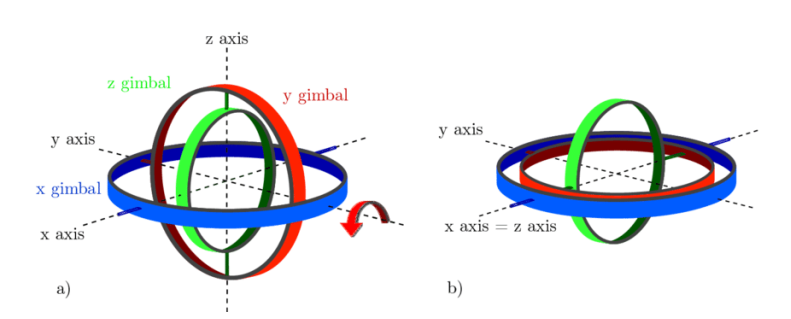 z axis
z gimbal
y gimbal
y axis
x gimbal
x axis
a)
y axis
x axis = z axis
b)